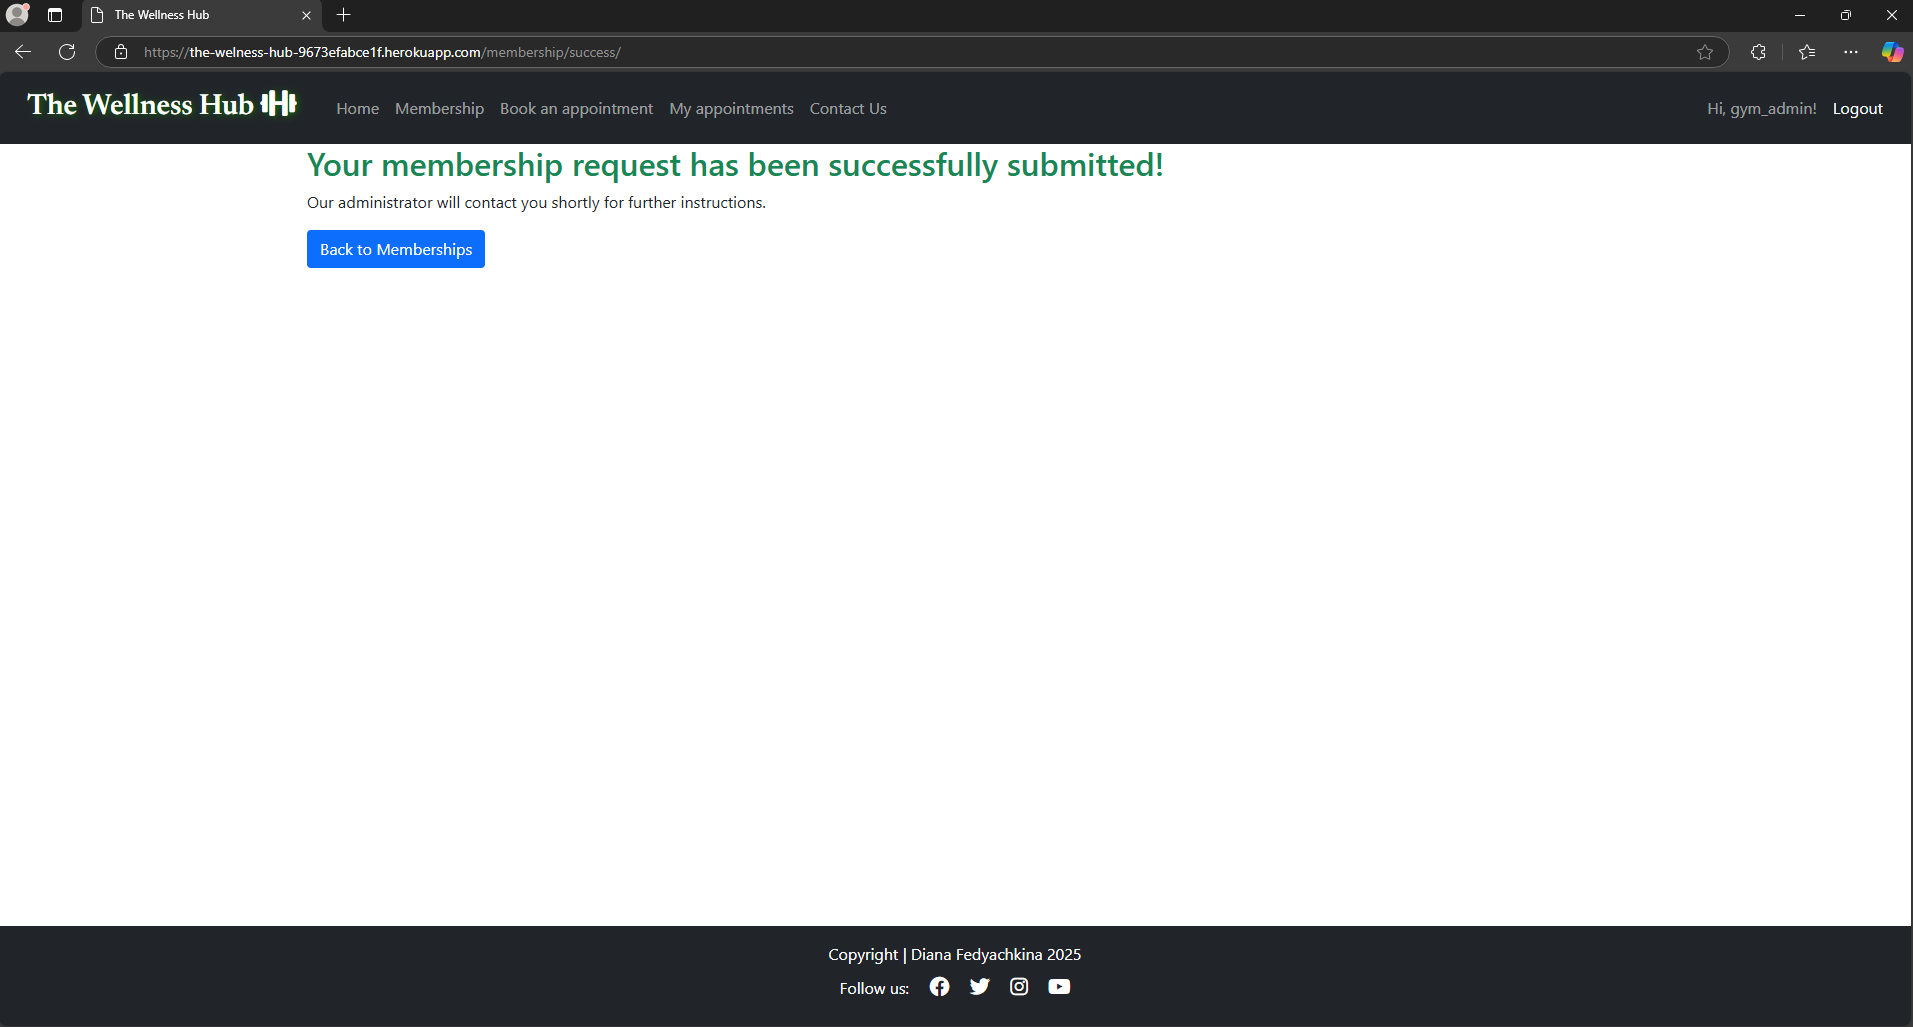 The Wellness Hub
https://the-welness-hub-9673efabce1f.herokuapp.com/membership/success/
The Wellness Hub
Home Membership Book an appointment My appointments Contact Us Hi, gym_admin! Logout
Your membership request has been successfully submitted!
Our administrator will contact you shortly for further instructions.
Back to Memberships
Copyright | Diana Fedyachkina 2025
Follow us: